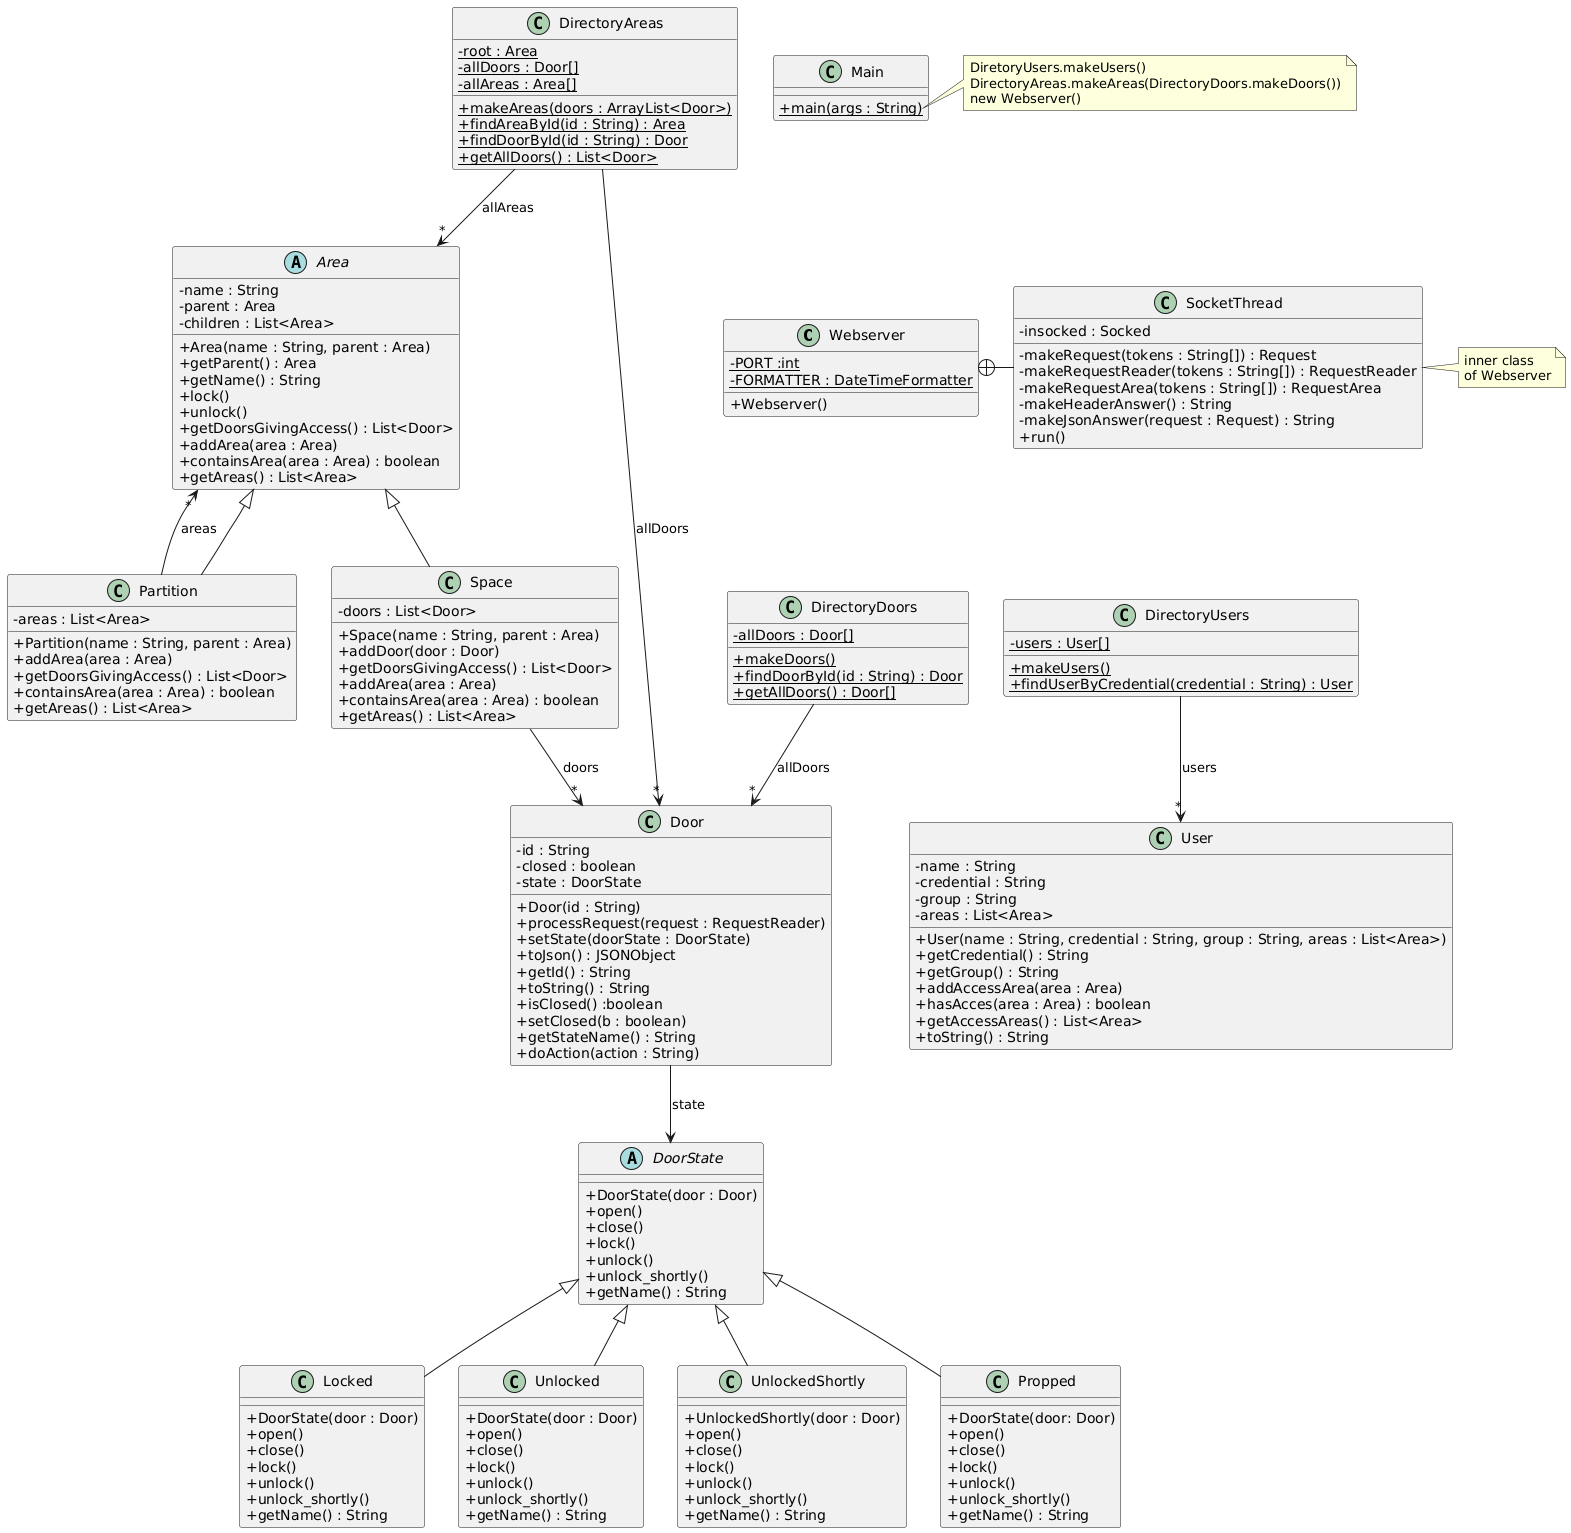 C DirectoryAreas
-root : Area
-allDoors : Door[]
-allAreas : Area[]
+makeAreas(doors : ArrayList<Door>)
+findAreaById(id : String) : Area
+findDoorById(id : String) : Door
+getAllDoors() : List<Door>
C Main
+main(args : String)
DiretoryUsers.makeUsers()
DirectoryAreas.makeAreas(DirectoryDoors.makeDoors())
new Webserver()
allAreas
*
A Area
-name : String
-parent : Area
-children : List<Area>
+Area(name : String, parent : Area)
+getParent() : Area
+getName() : String
+lock()
+unlock()
+getDoorsGivingAccess() : List<Door>
+addArea(area : Area)
+containsArea(area : Area) : boolean
+getAreas() : List<Area>
C Webserver
-PORT :int
-FORMATTER : DateTimeFormatter
+Webserver()
C SocketThread
-insocked : Socked
-makeRequest(tokens : String[]) : Request
-makeRequestReader(tokens : String[]) : RequestReader
-makeRequestArea(tokens : String[]) : RequestArea
-makeHeaderAnswer() : String
-makeJsonAnswer(request : Request) : String
+run()
inner class
of Webserver
*
areas
allDoors
C Partition
-areas : List<Area>
+Partition(name : String, parent : Area)
+addArea(area : Area)
+getDoorsGivingAccess() : List<Door>
+containsArea(area : Area) : boolean
+getAreas() : List<Area>
C Space
-doors : List<Door>
+Space(name : String, parent : Area)
+addDoor(door : Door)
+getDoorsGivingAccess() : List<Door>
+addArea(area : Area)
+containsArea(area : Area) : boolean
+getAreas() : List<Area>
C DirectoryDoors
-allDoors : Door[]
+makeDoors()
+findDoorById(id : String) : Door
+getAllDoors() : Door[]
C DirectoryUsers
-users : User[]
+makeUsers()
+findUserByCredential(credential : String) : User
doors
*
*
allDoors
*
users
*
C Door
-id : String
-closed : boolean
-state : DoorState
+Door(id : String)
+processRequest(request : RequestReader)
+setState(doorState : DoorState)
+toJson() : JSONObject
+getId() : String
+toString() : String
+isClosed() :boolean
+setClosed(b : boolean)
+getStateName() : String
+doAction(action : String)
C User
-name : String
-credential : String
-group : String
-areas : List<Area>
+User(name : String, credential : String, group : String, areas : List<Area>)
+getCredential() : String
+getGroup() : String
+addAccessArea(area : Area)
+hasAcces(area : Area) : boolean
+getAccessAreas() : List<Area>
+toString() : String
state
A DoorState
+DoorState(door : Door)
+open()
+close()
+lock()
+unlock()
+unlock_shortly()
+getName() : String
C Locked
+DoorState(door : Door)
+open()
+close()
+lock()
+unlock()
+unlock_shortly()
+getName() : String
C Unlocked
+DoorState(door : Door)
+open()
+close()
+lock()
+unlock()
+unlock_shortly()
+getName() : String
C UnlockedShortly
+UnlockedShortly(door : Door)
+open()
+close()
+lock()
+unlock()
+unlock_shortly()
+getName() : String
C Propped
+DoorState(door: Door)
+open()
+close()
+lock()
+unlock()
+unlock_shortly()
+getName() : String